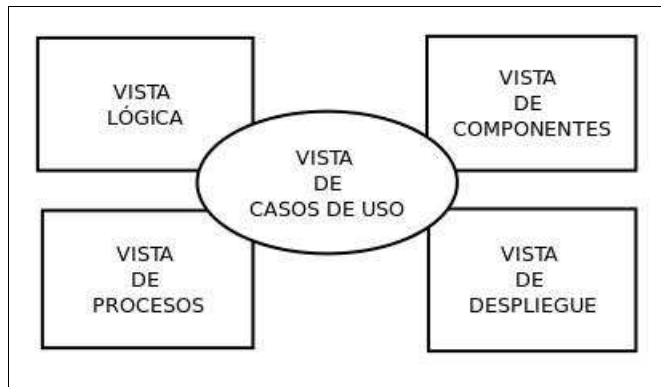 VISTA
LÓGICA
VISTA
DE
COMPONENTES
VISTA
DE
CASOS DE USO
VISTA
DE
PROCESOS
VISTA
DE
DESPLIEGUE